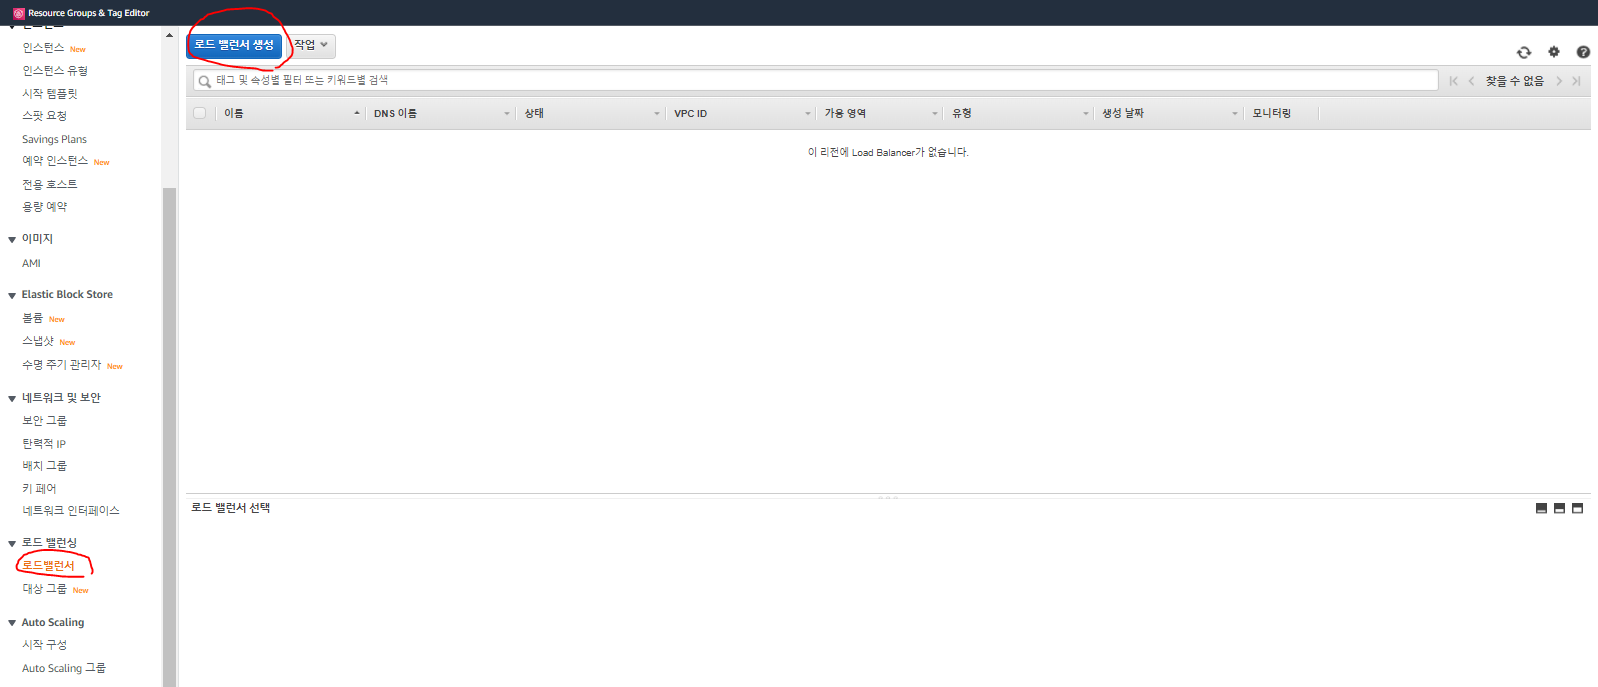 Resource Groups & Tag Editor
인스턴스
인스턴스 New
인스턴스 유형
시작 템플릿
스팟 요청
Savings Plans
예약 인스턴스 New
전용 호스트
용량 예약
이미지
AMI
Elastic Block Store
볼륨 New
스냅샷 New
수명 주기 관리자 New
네트워크 및 보안
보안 그룹
탄력적 IP
배치 그룹
키 페어
네트워크 인터페이스
로드 밸런싱
로드밸런서
대상 그룹 New
Auto Scaling
시작 구성
Auto Scaling 그룹
로드 밸런서 생성 작업
태그 및 속성별 필터 또는 키워드별 검색 찾을 수 없음
이름 DNS 이름 상태 VPC ID 가용 영역 유형 생성 날짜 모니터링
이 리전에 Load Balancer가 없습니다.
로드 밸런서 선택